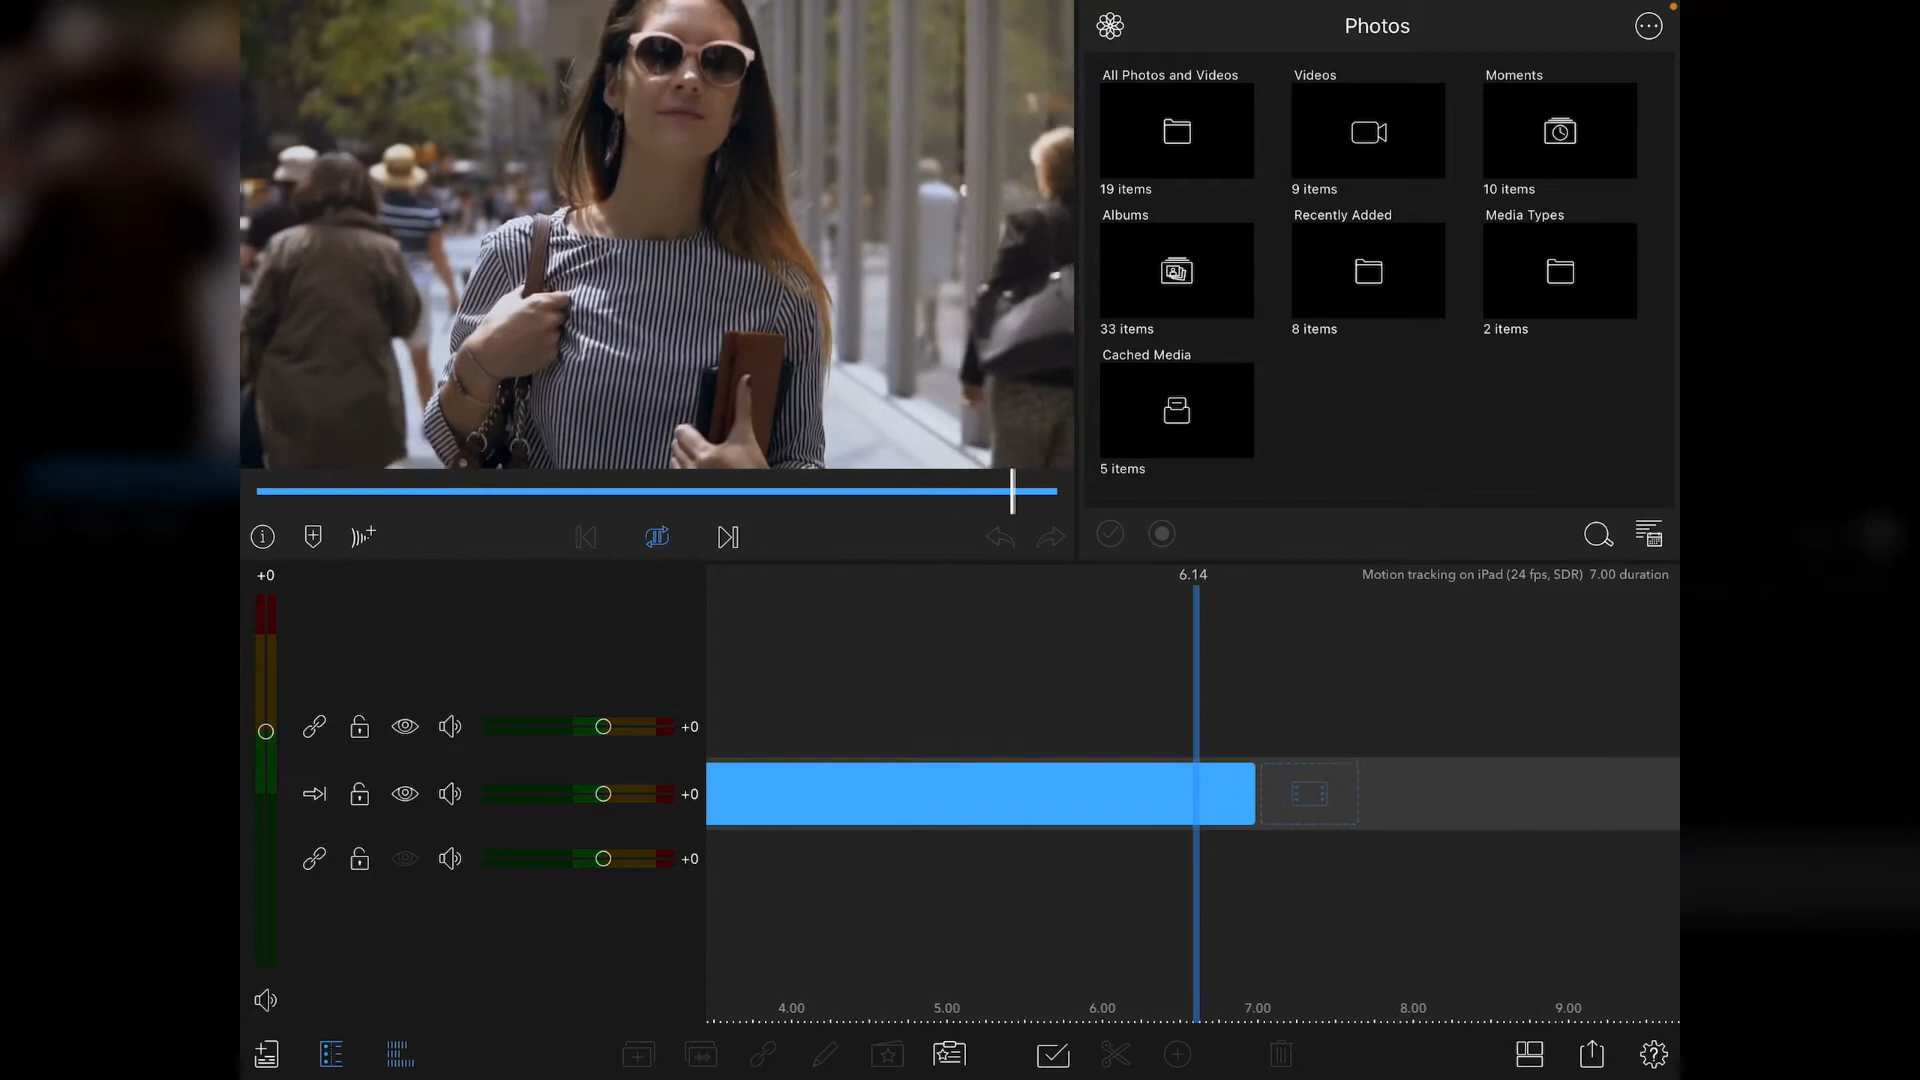 Photos
All Photos and Videos
Videos
Moments
19 items
9 items
10 items
Albums
Recently Added
Media Types
33 items
8 items
2 items
Cached Media
5 items
+0
6.14
Motion tracking on iPad (24 fps, SDR) 7.00 duration
+0
+0
+0
4.00 5.00 6.00 7.00 8.00 9.00